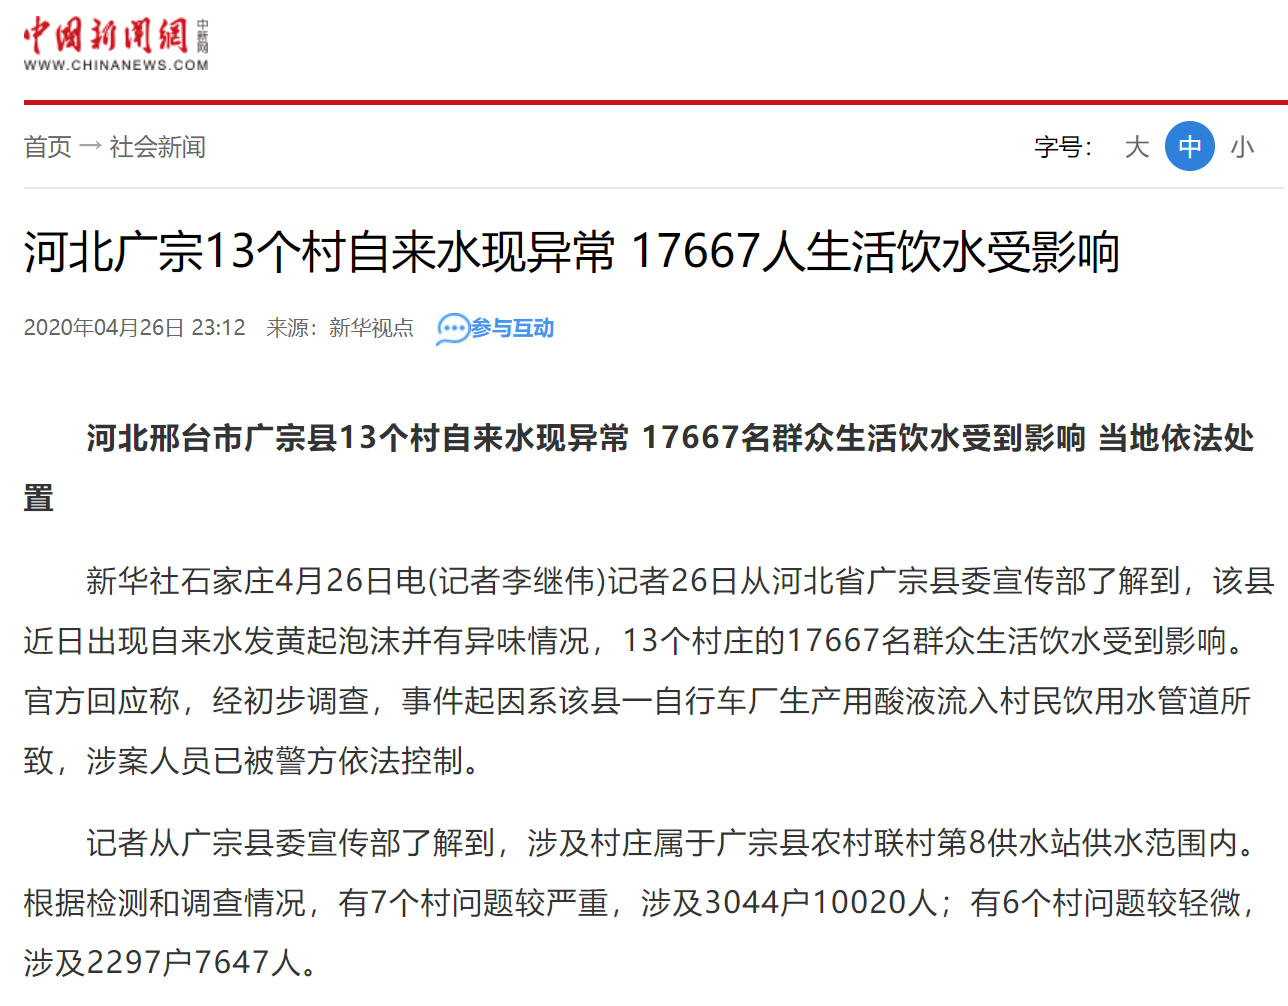 中國新聞網 中新网
WWW.CHINANEWS.COM
首页→社会新闻 字号： 大 中 小
河北广宗13个村自来水现异常 17667人生活饮水受影响
2020年04月26日 23:12 来源：新华视点 参与互动
河北邢台市广宗县13个村自来水现异常 17667名群众生活饮水受到影响 当地依法处
置
新华社石家庄4月26日电(记者李继伟)记者26日从河北省广宗县委宣传部了解到，该县
近日出现自来水发黄起泡沫并有异味情况，13个村庄的17667名群众生活饮水受到影响。
官方回应称，经初步调查，事件起因系该县一自行车厂生产用酸液流入村民饮用水管道所
致，涉案人员已被警方依法控制。
记者从广宗县委宣传部了解到，涉及村庄属于广宗县农村联村第8供水站供水范围内。
根据检测和调查情况，有7个村问题较严重，涉及3044户10020人；有6个村问题较轻微，
涉及2297户7647人。